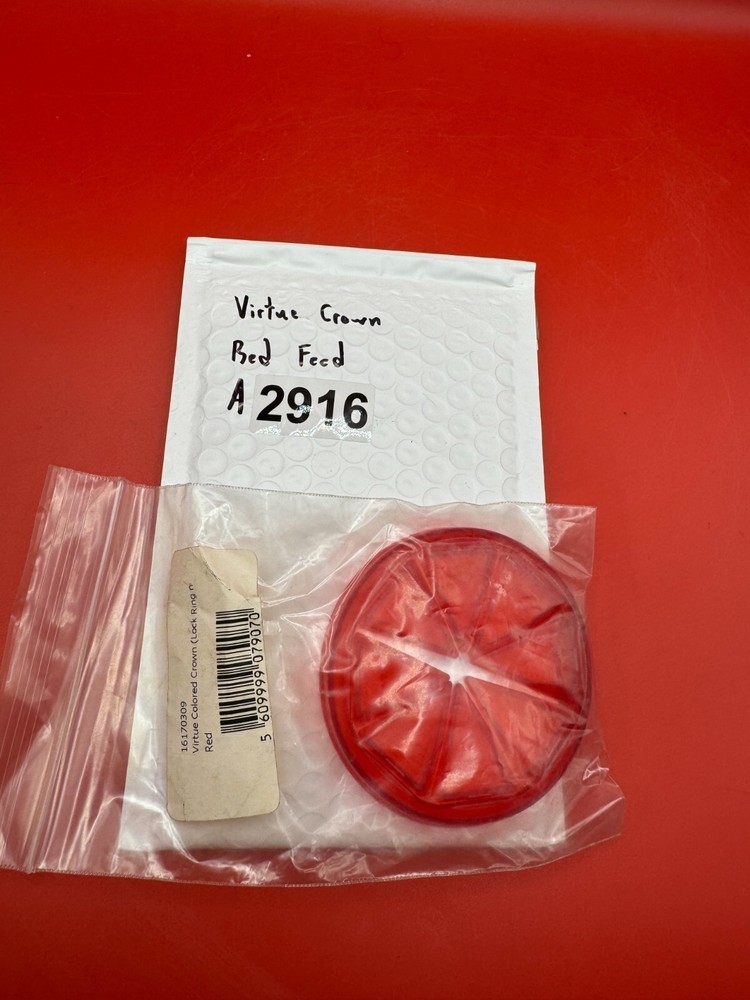 Virtue Crown
Red Feed
A 2916
16170309
Virtue Colored Crown (Lock Ring n
Red
5 609999 079070